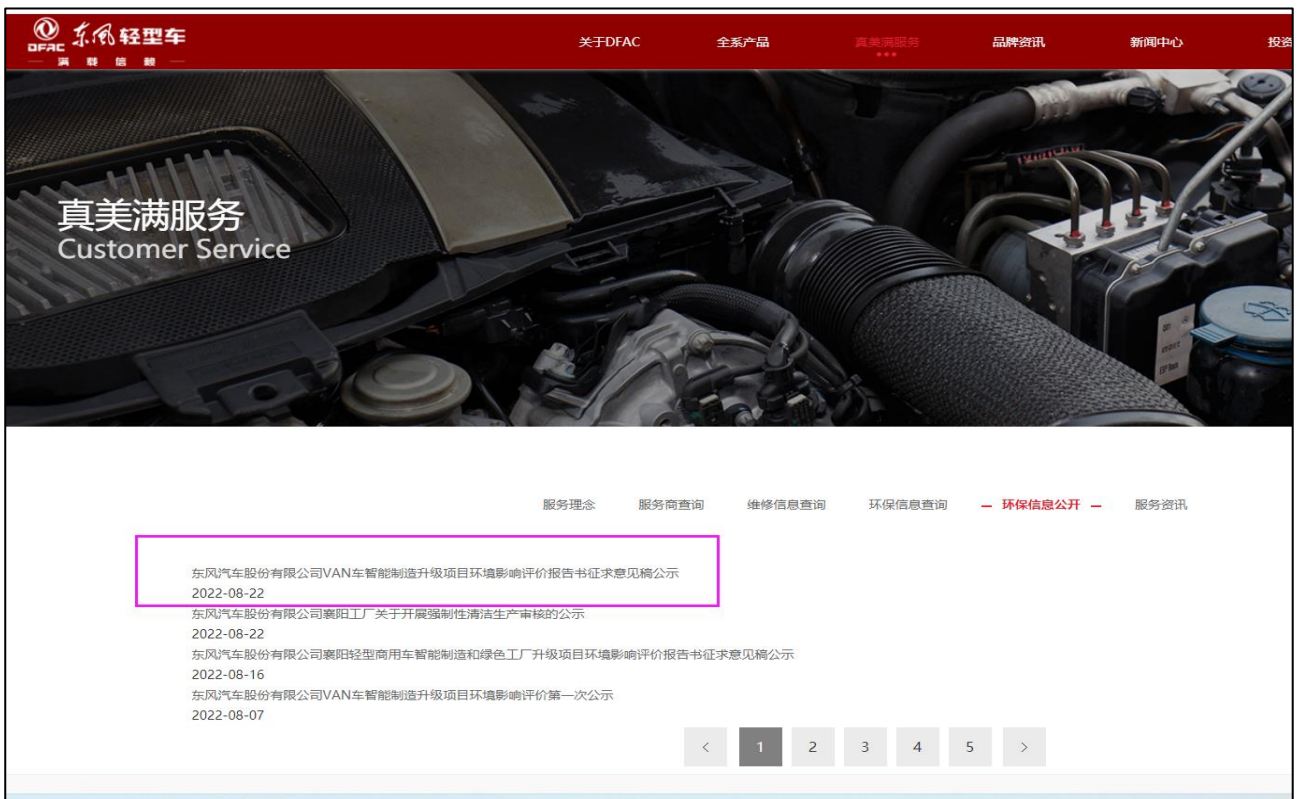 DFAC 东风轻型车
满载信赖
关于DFAC 全系产品 真美满服务 品牌资讯 新闻中心 投资
真美满服务
Customer Service
服务理念 服务商查询 维修信息查询 环保信息查询 环保信息公开 服务资讯
东风汽车股份有限公司VAN车智能制造升级项目环境影响评价报告书征求意见稿公示
2022-08-22
东风汽车股份有限公司襄阳工厂关于开展强制性清洁生产审核的公示
2022-08-22
东风汽车股份有限公司襄阳轻型商用车智能制造和绿色工厂升级项目环境影响评价报告书征求意见稿公示
2022-08-16
东风汽车股份有限公司VAN车智能制造升级项目环境影响评价第一次公示
2022-08-07
< 1 2 3 4 5 >